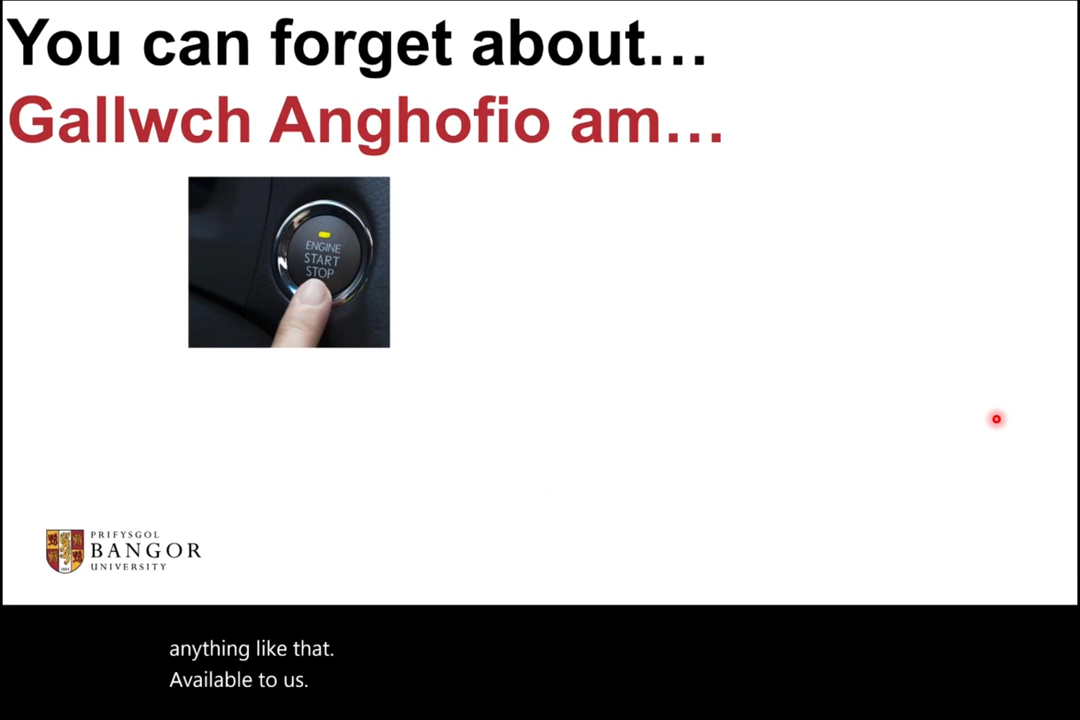 You can forget about…
Gallwch Anghofio am…
ENGINE
START
STOP
PRIFYSGOL
BANGOR
UNIVERSITY
anything like that.
Available to us.